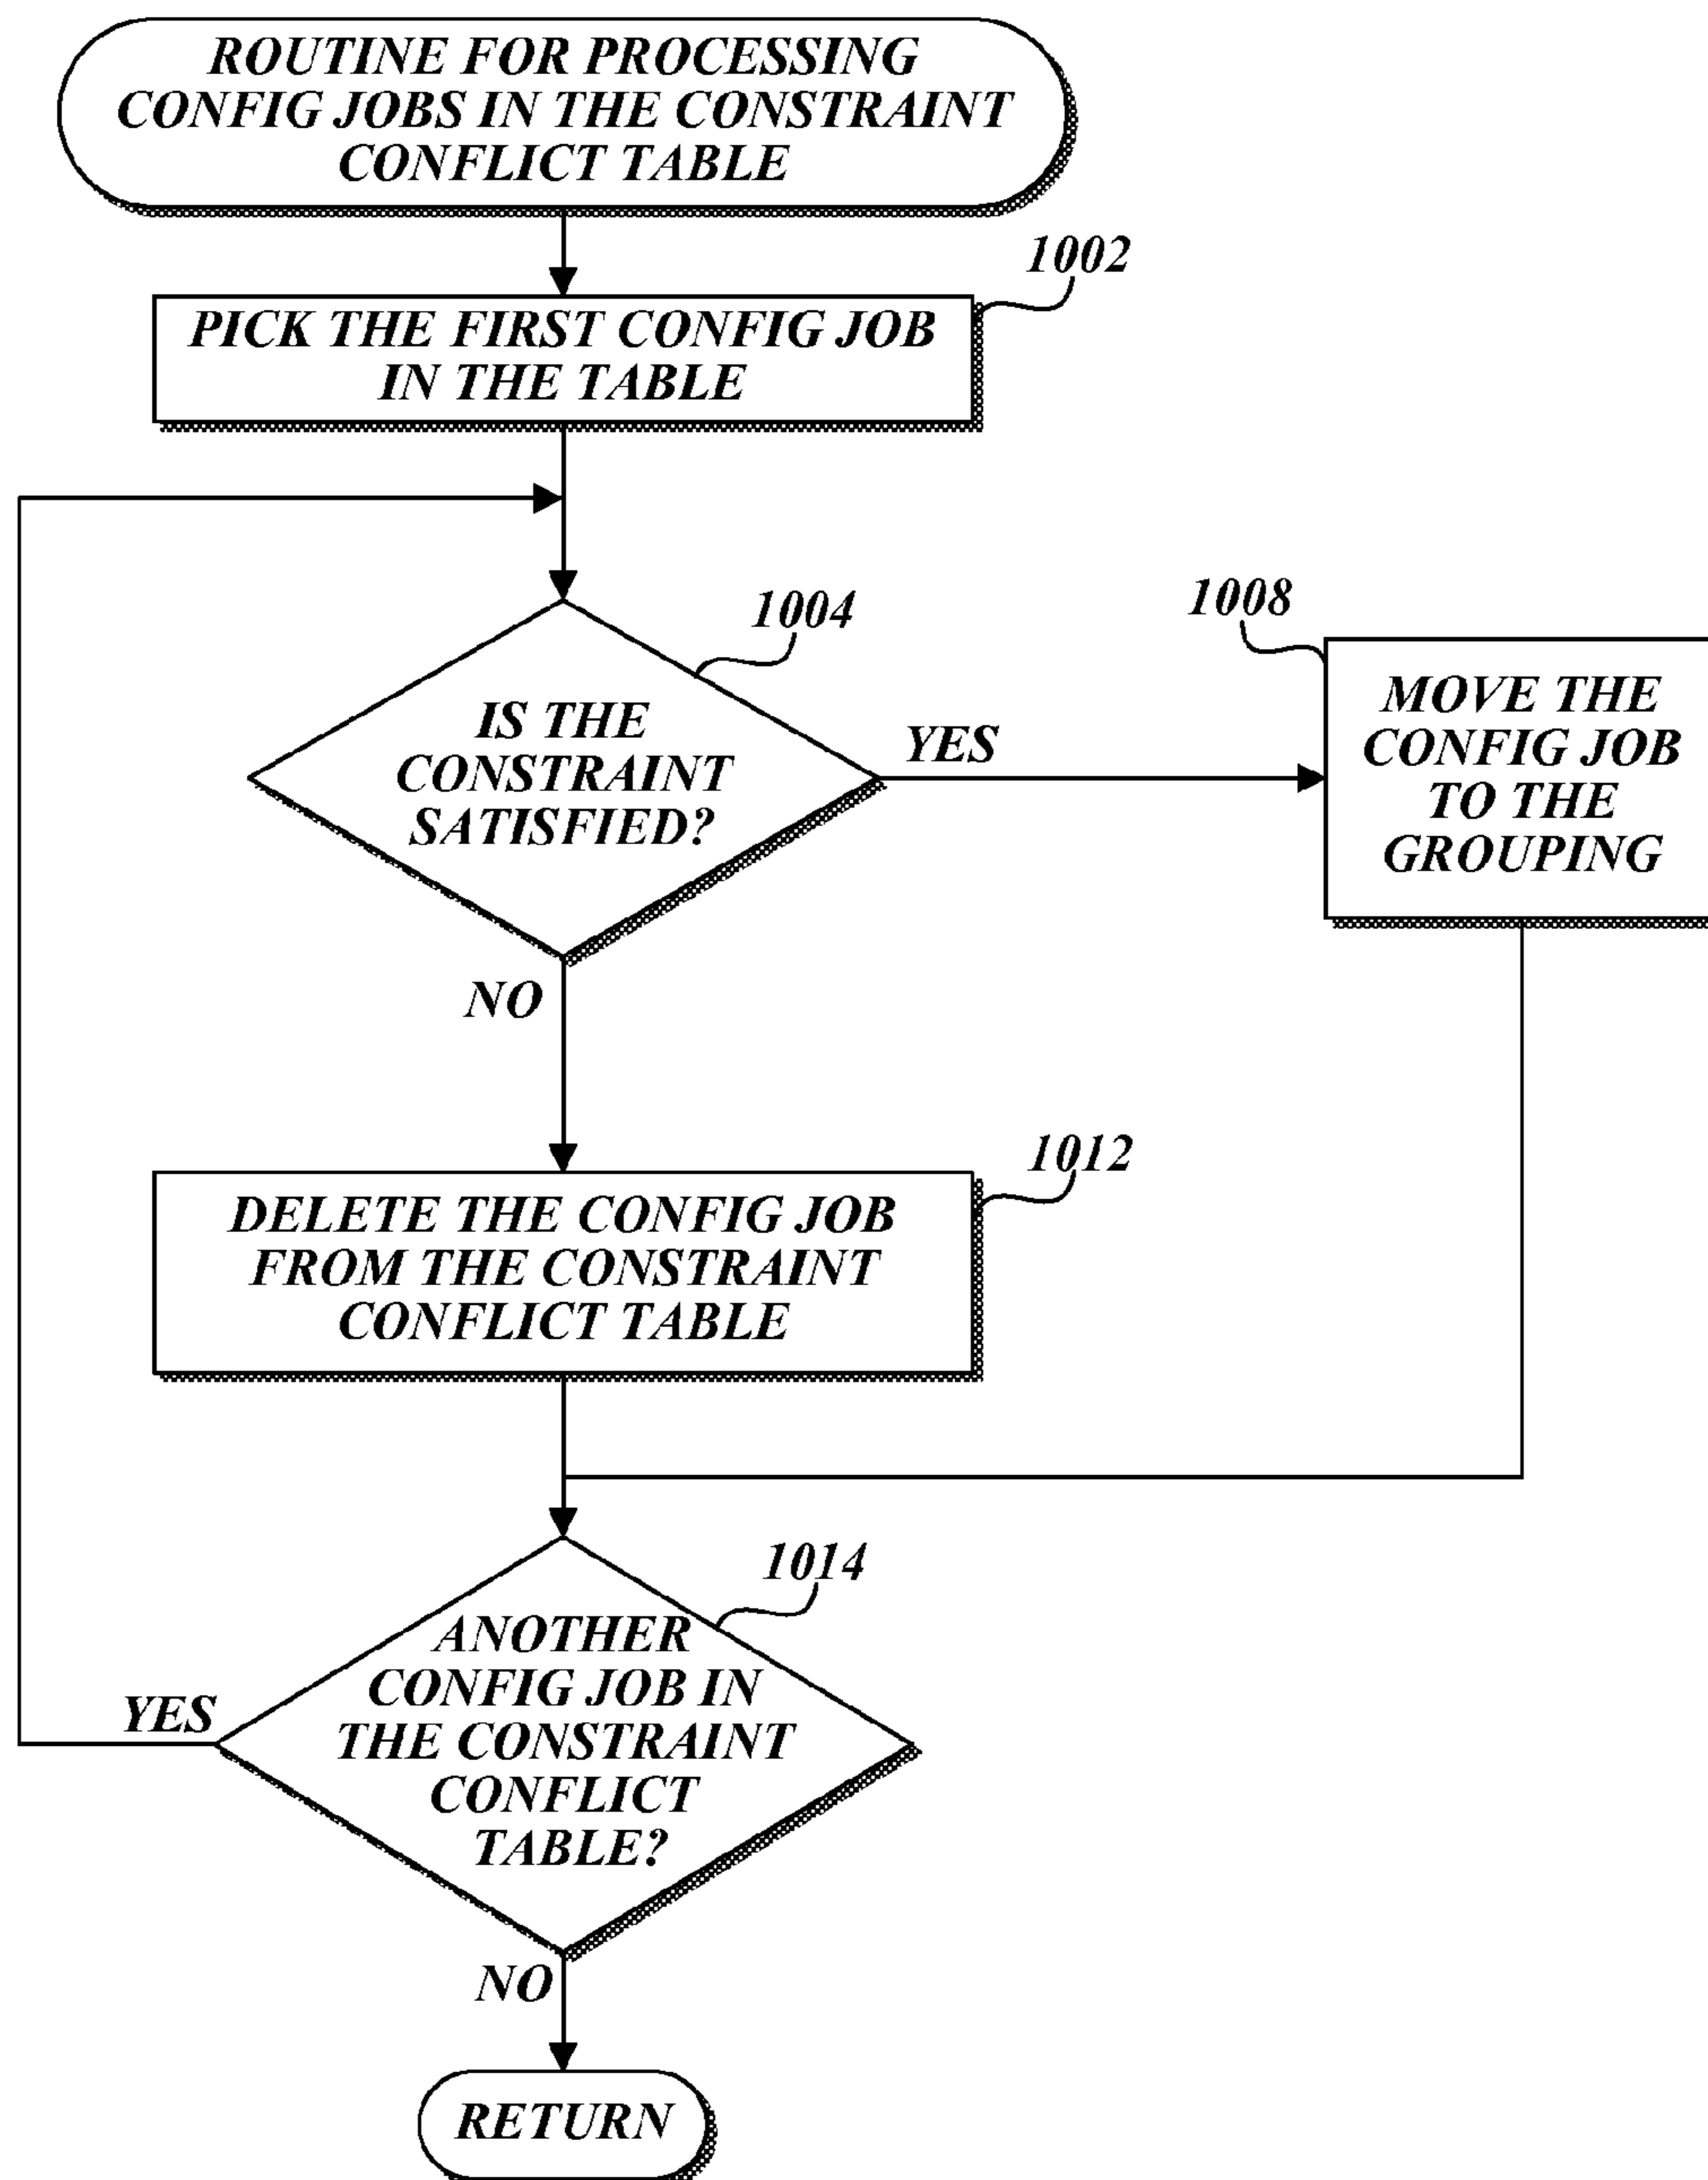 ROUTINE FOR PROCESSING
CONFIG JOBS IN THE CONSTRAINT
CONFLICT TABLE
1002
PICK THE FIRST CONFIG JOB
IN THE TABLE
1004
IS THE
CONSTRAINT
SATISFIED?
YES
1008
MOVE THE
CONFIG JOB
TO THE
GROUPING
NO
1012
DELETE THE CONFIG JOB
FROM THE CONSTRAINT
CONFLICT TABLE
1014
ANOTHER
CONFIG JOB IN
THE CONSTRAINT
CONFLICT
TABLE?
YES
NO
RETURN